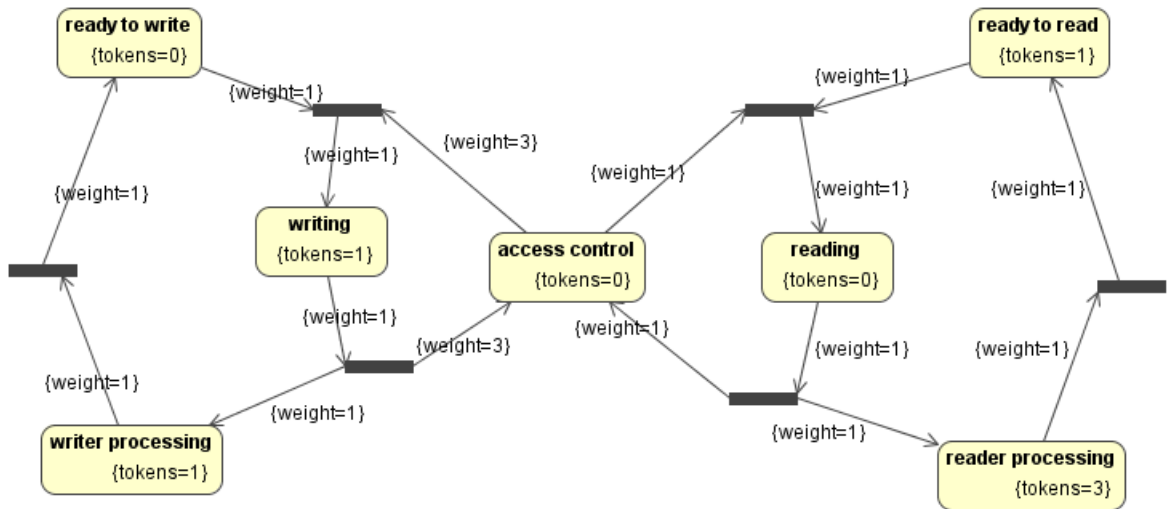 ready to write
{tokens=0}
ready to read
{tokens=1}
{weight=1}
{weight=1}
{weight=1}
{weight=3}
{weight=1}
{weight=1}
{weight=1}
{weight=1}
writing
{tokens=1}
access control
{tokens=0}
reading
{tokens=0}
{weight=1}
{weight=3}
{weight=1}
{weight=1}
{weight=1}
{weight=1}
{weight=1}
{weight=1}
writer processing
{tokens=1}
reader processing
{tokens=3}